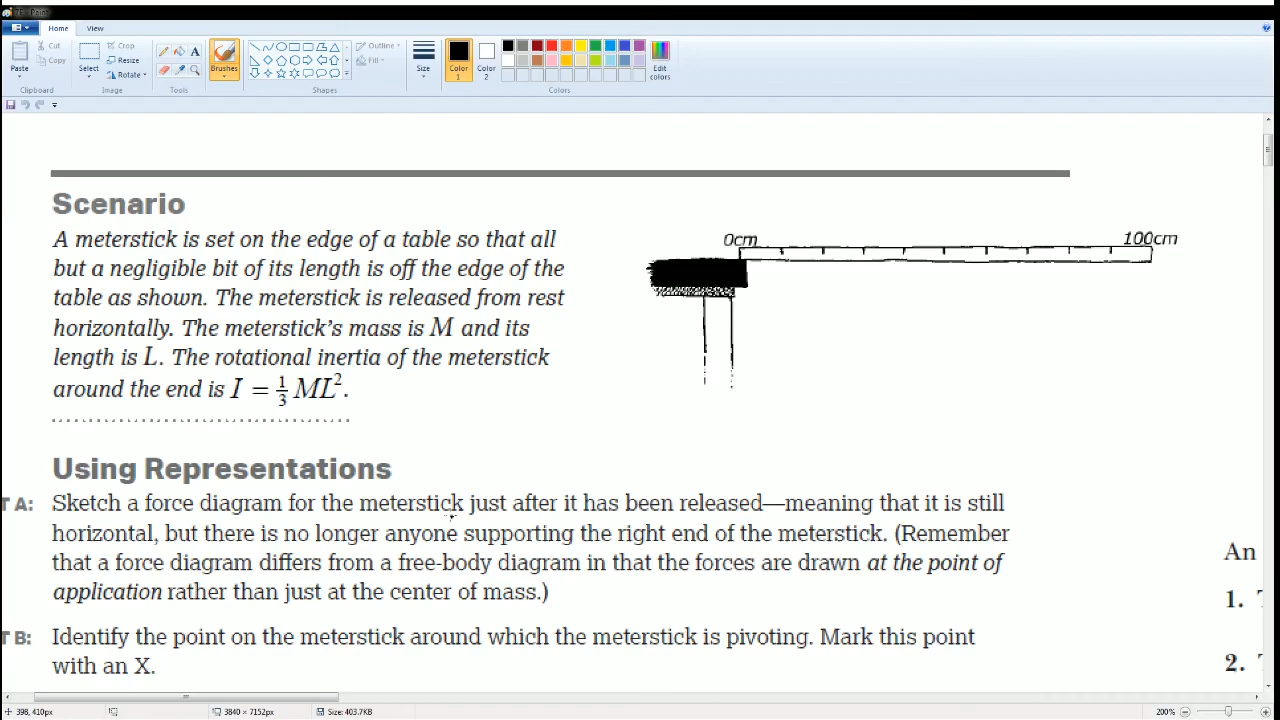 7E - Paint
Home View
Cut
Copy
Paste
Clipboard
Select
Crop
Resize
Rotate
Image
A
Tools
Brushes
Outline
Fill
Shapes
Size
Color 1
Color 2
Edit colors
Colors
Scenario
A meterstick is set on the edge of a table so that all
but a negligible bit of its length is off the edge of the
table as shown. The meterstick is released from rest
horizontally. The meterstick's mass is M and its
length is L. The rotational inertia of the meterstick
around the end is I = 1/3 ML².
0cm 100cm
Using Representations
T A: Sketch a force diagram for the meterstick just after it has been released—meaning that it is still
horizontal, but there is no longer anyone supporting the right end of the meterstick. (Remember
that a force diagram differs from a free-body diagram in that the forces are drawn at the point of
application rather than just at the center of mass.)
T B: Identify the point on the meterstick around which the meterstick is pivoting. Mark this point
with an X.
An
1.
2.
398, 410px 3840 × 7152px Size: 403.7KB 200%